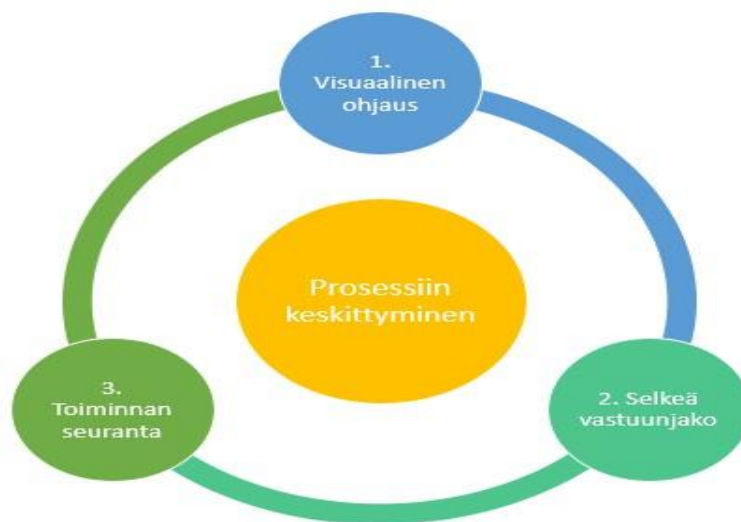 1.
Visuaalinen
ohjaus
Prosessiin
keskittyminen
3.
Toiminnan
seuranta
2. Selkeä
vastuunjako